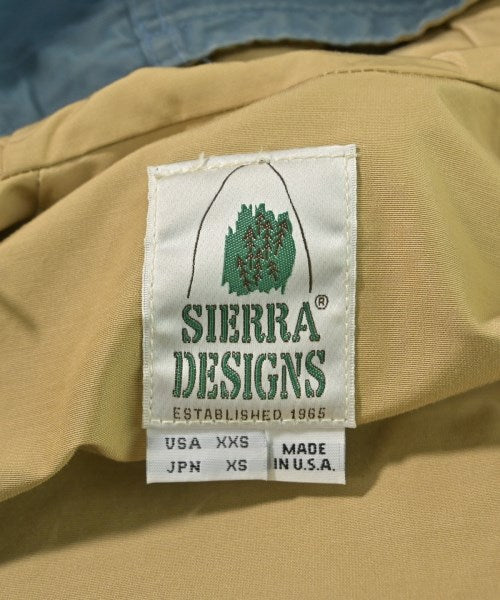 SIERRA®
DESIGNS
ESTABLISHED 1965
USA XXS
JPN XS
MADE
IN U.S.A.